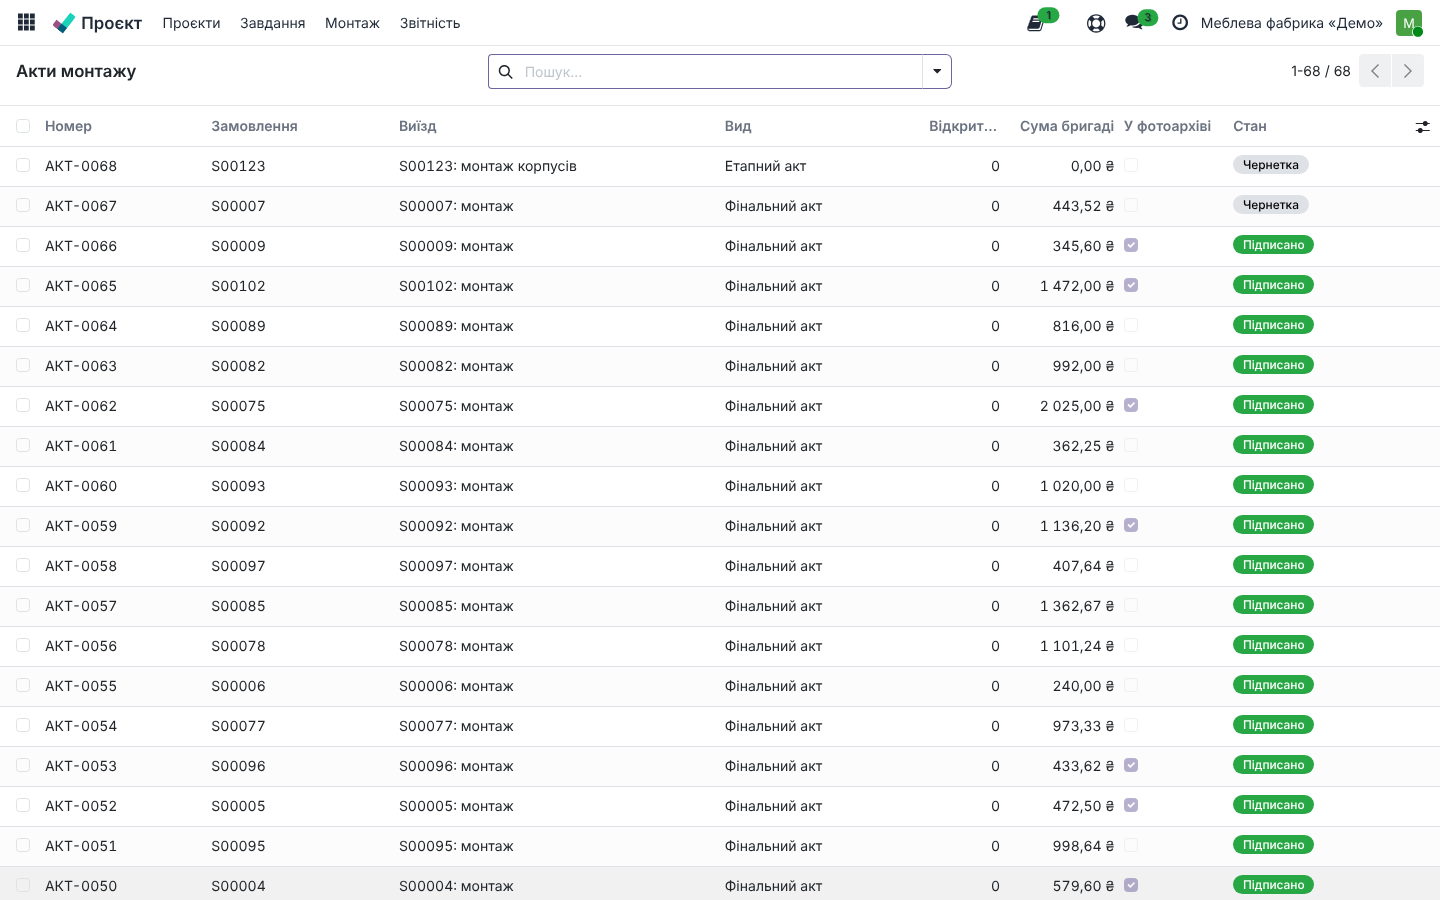 Проєкт Проєкти Завдання Монтаж Звітність 1 3 Меблева фабрика «Демо» M
Акти монтажу Пошук... 1-68 / 68
Номер Замовлення Виїзд Вид Відкрит... Сума бригаді У фотоархіві Стан
АКТ-0068 S00123 S00123: монтаж корпусів Етапний акт 0 0,00 ₴ Чернетка
АКТ-0067 S00007 S00007: монтаж Фінальний акт 0 443,52 ₴ Чернетка
АКТ-0066 S00009 S00009: монтаж Фінальний акт 0 345,60 ₴ Підписано
АКТ-0065 S00102 S00102: монтаж Фінальний акт 0 1 472,00 ₴ Підписано
АКТ-0064 S00089 S00089: монтаж Фінальний акт 0 816,00 ₴ Підписано
АКТ-0063 S00082 S00082: монтаж Фінальний акт 0 992,00 ₴ Підписано
АКТ-0062 S00075 S00075: монтаж Фінальний акт 0 2 025,00 ₴ Підписано
АКТ-0061 S00084 S00084: монтаж Фінальний акт 0 362,25 ₴ Підписано
АКТ-0060 S00093 S00093: монтаж Фінальний акт 0 1 020,00 ₴ Підписано
АКТ-0059 S00092 S00092: монтаж Фінальний акт 0 1 136,20 ₴ Підписано
АКТ-0058 S00097 S00097: монтаж Фінальний акт 0 407,64 ₴ Підписано
АКТ-0057 S00085 S00085: монтаж Фінальний акт 0 1 362,67 ₴ Підписано
АКТ-0056 S00078 S00078: монтаж Фінальний акт 0 1 101,24 ₴ Підписано
АКТ-0055 S00006 S00006: монтаж Фінальний акт 0 240,00 ₴ Підписано
АКТ-0054 S00077 S00077: монтаж Фінальний акт 0 973,33 ₴ Підписано
АКТ-0053 S00096 S00096: монтаж Фінальний акт 0 433,62 ₴ Підписано
АКТ-0052 S00005 S00005: монтаж Фінальний акт 0 472,50 ₴ Підписано
АКТ-0051 S00095 S00095: монтаж Фінальний акт 0 998,64 ₴ Підписано
АКТ-0050 S00004 S00004: монтаж Фінальний акт 0 579,60 ₴ Підписано